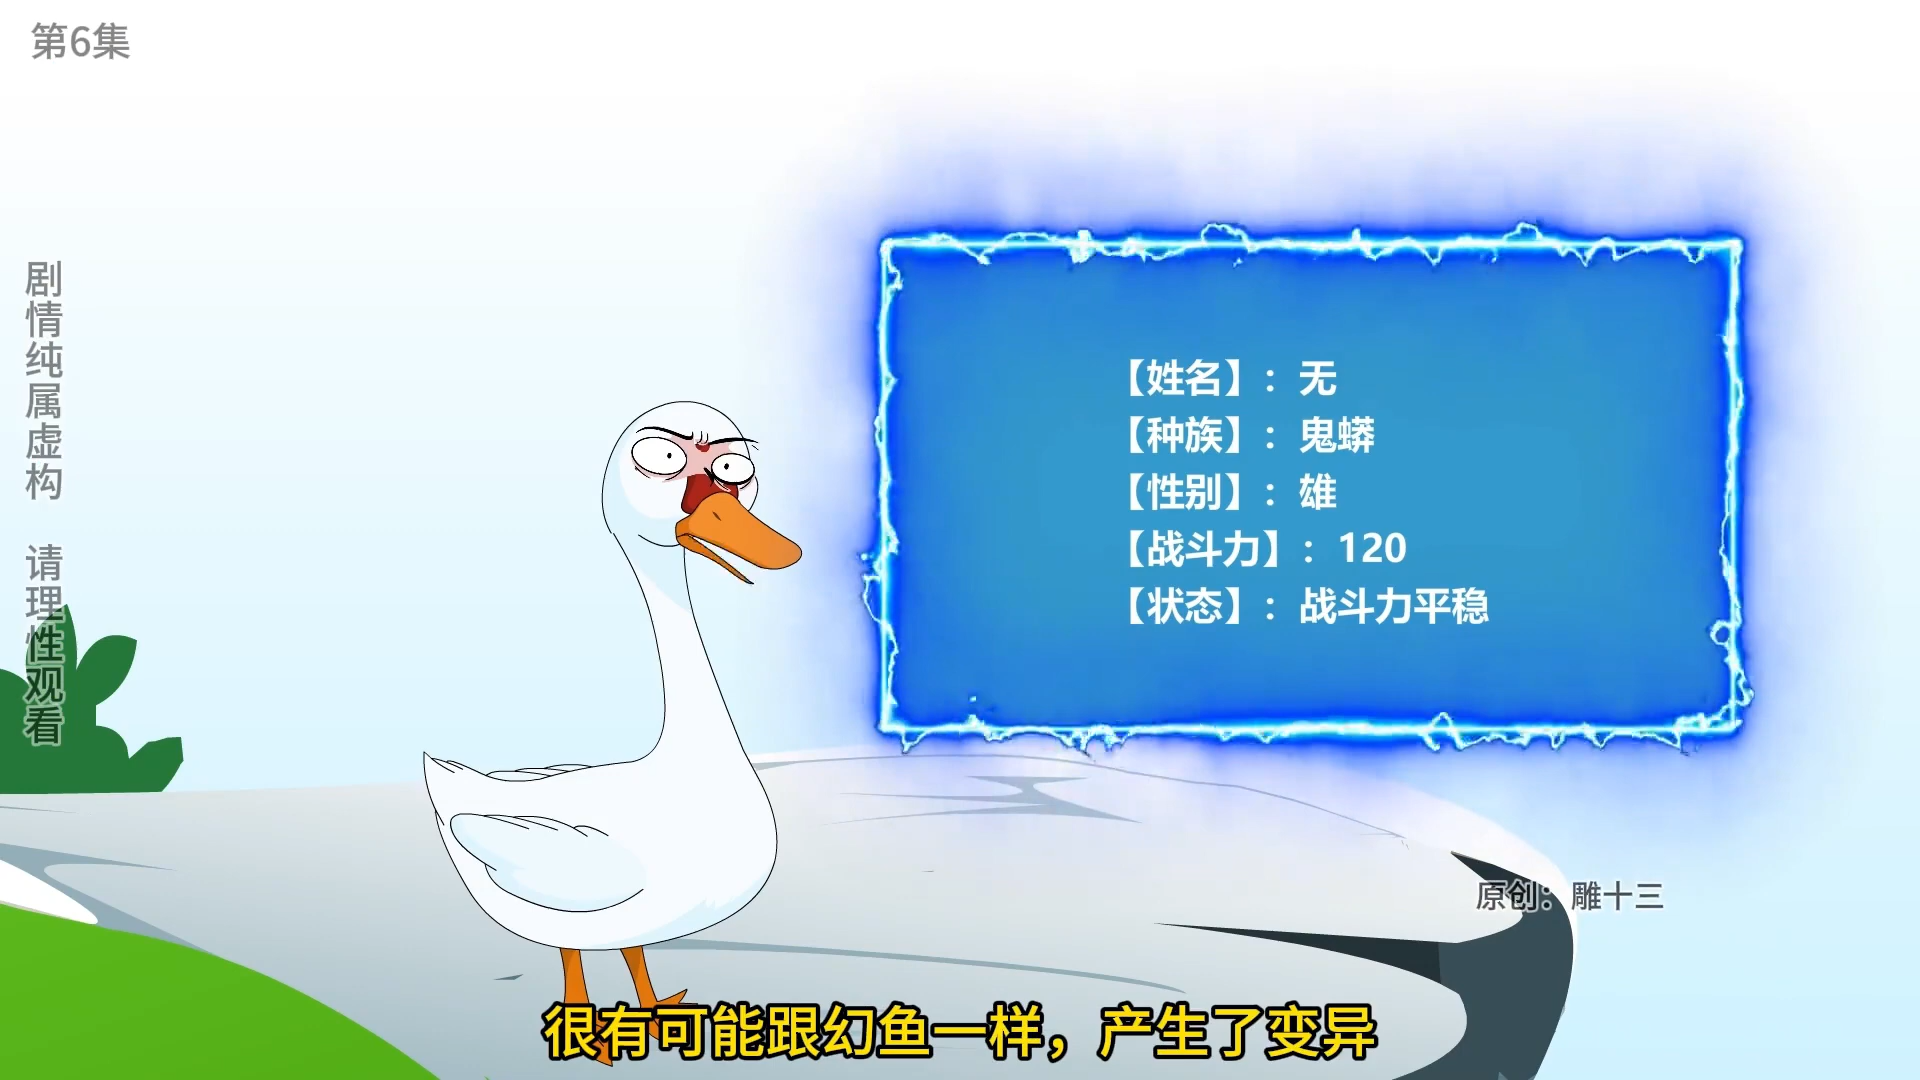 第6集
剧情纯属虚构 请理性观看
【姓名】：无
【种族】：鬼蟒
【性别】：雄
【战斗力】：120
【状态】：战斗力平稳
原创：雕十三
很有可能跟幻鱼一样，产生了变异